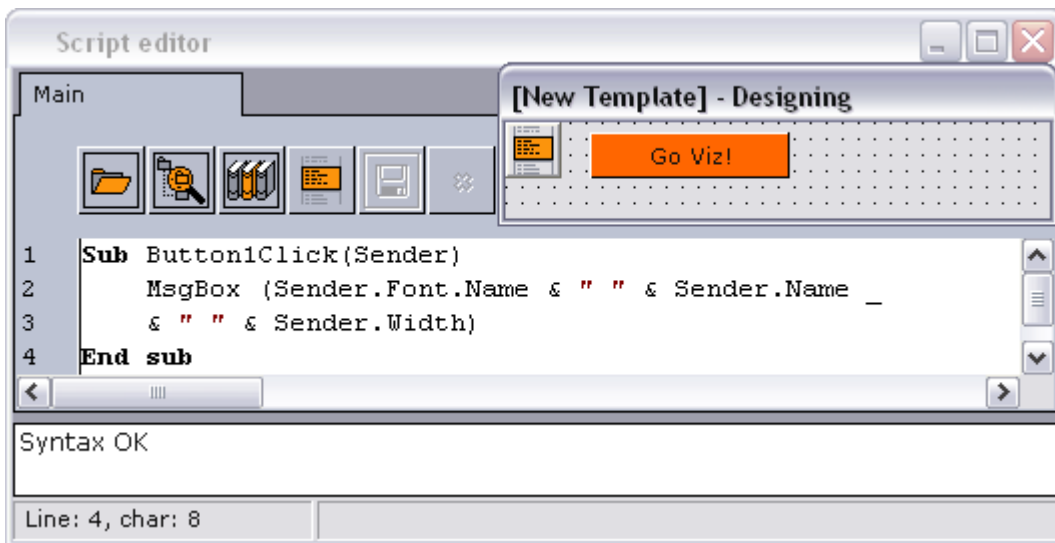 Script editor
Main
[New Template] - Designing
Go Viz!
1 Sub Button1Click(Sender)
2 MsgBox (Sender.Font.Name & " " & Sender.Name _
3 & " " & Sender.Width)
4 End sub
Syntax OK
Line: 4, char: 8